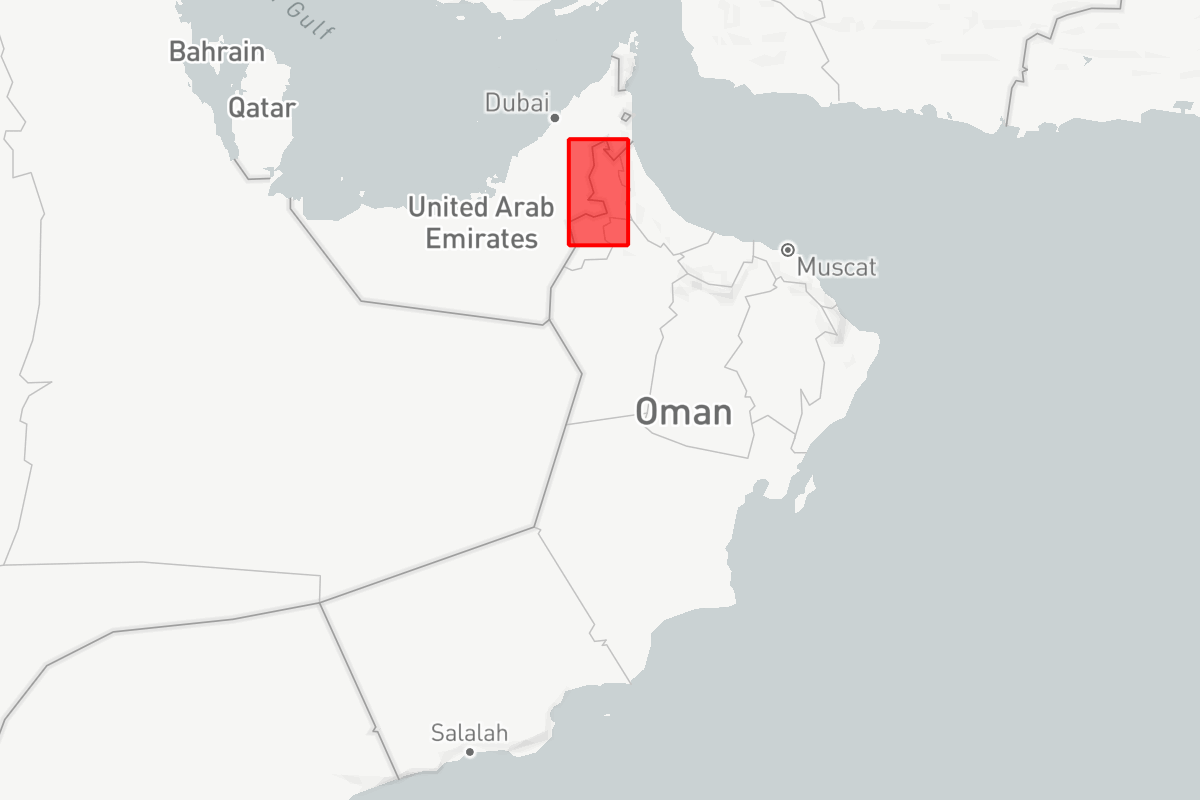 Gulf
Bahrain
Qatar
Dubai
United Arab
Emirates
Muscat
Oman
Salalah